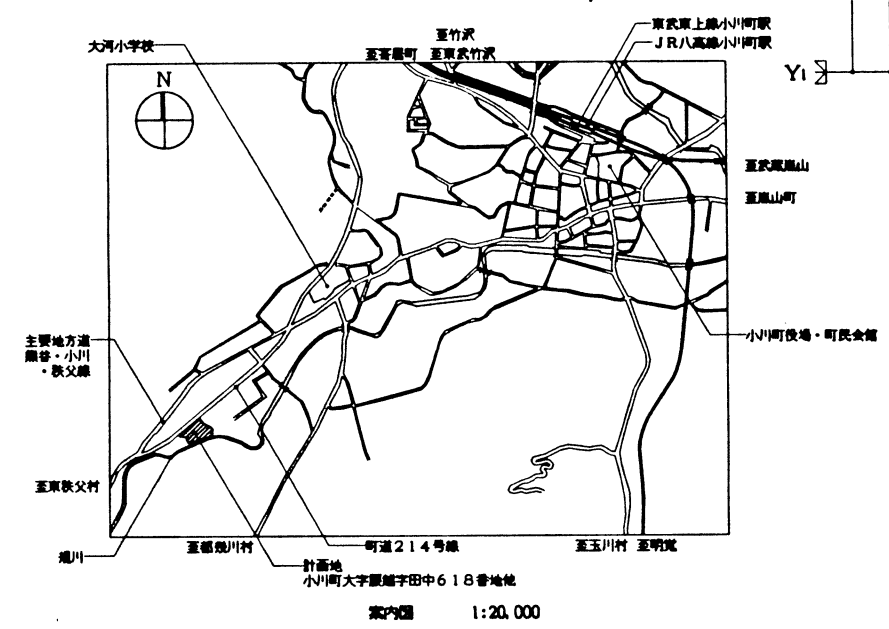 東武東上線小川町駅
JR八高線小川町駅
大河小学校
至竹沢
至寄居町
至東武竹沢
N
Y1
至武蔵嵐山
至嵐山町
小川町役場・町民会館
主要地方道
熊谷・小川
・秩父線
至東秩父村
槻川
至都幾川村
町道214号線
至玉川村
至明覚
計画地
小川町大字腰越字田中618番地他
案内図
1:20,000